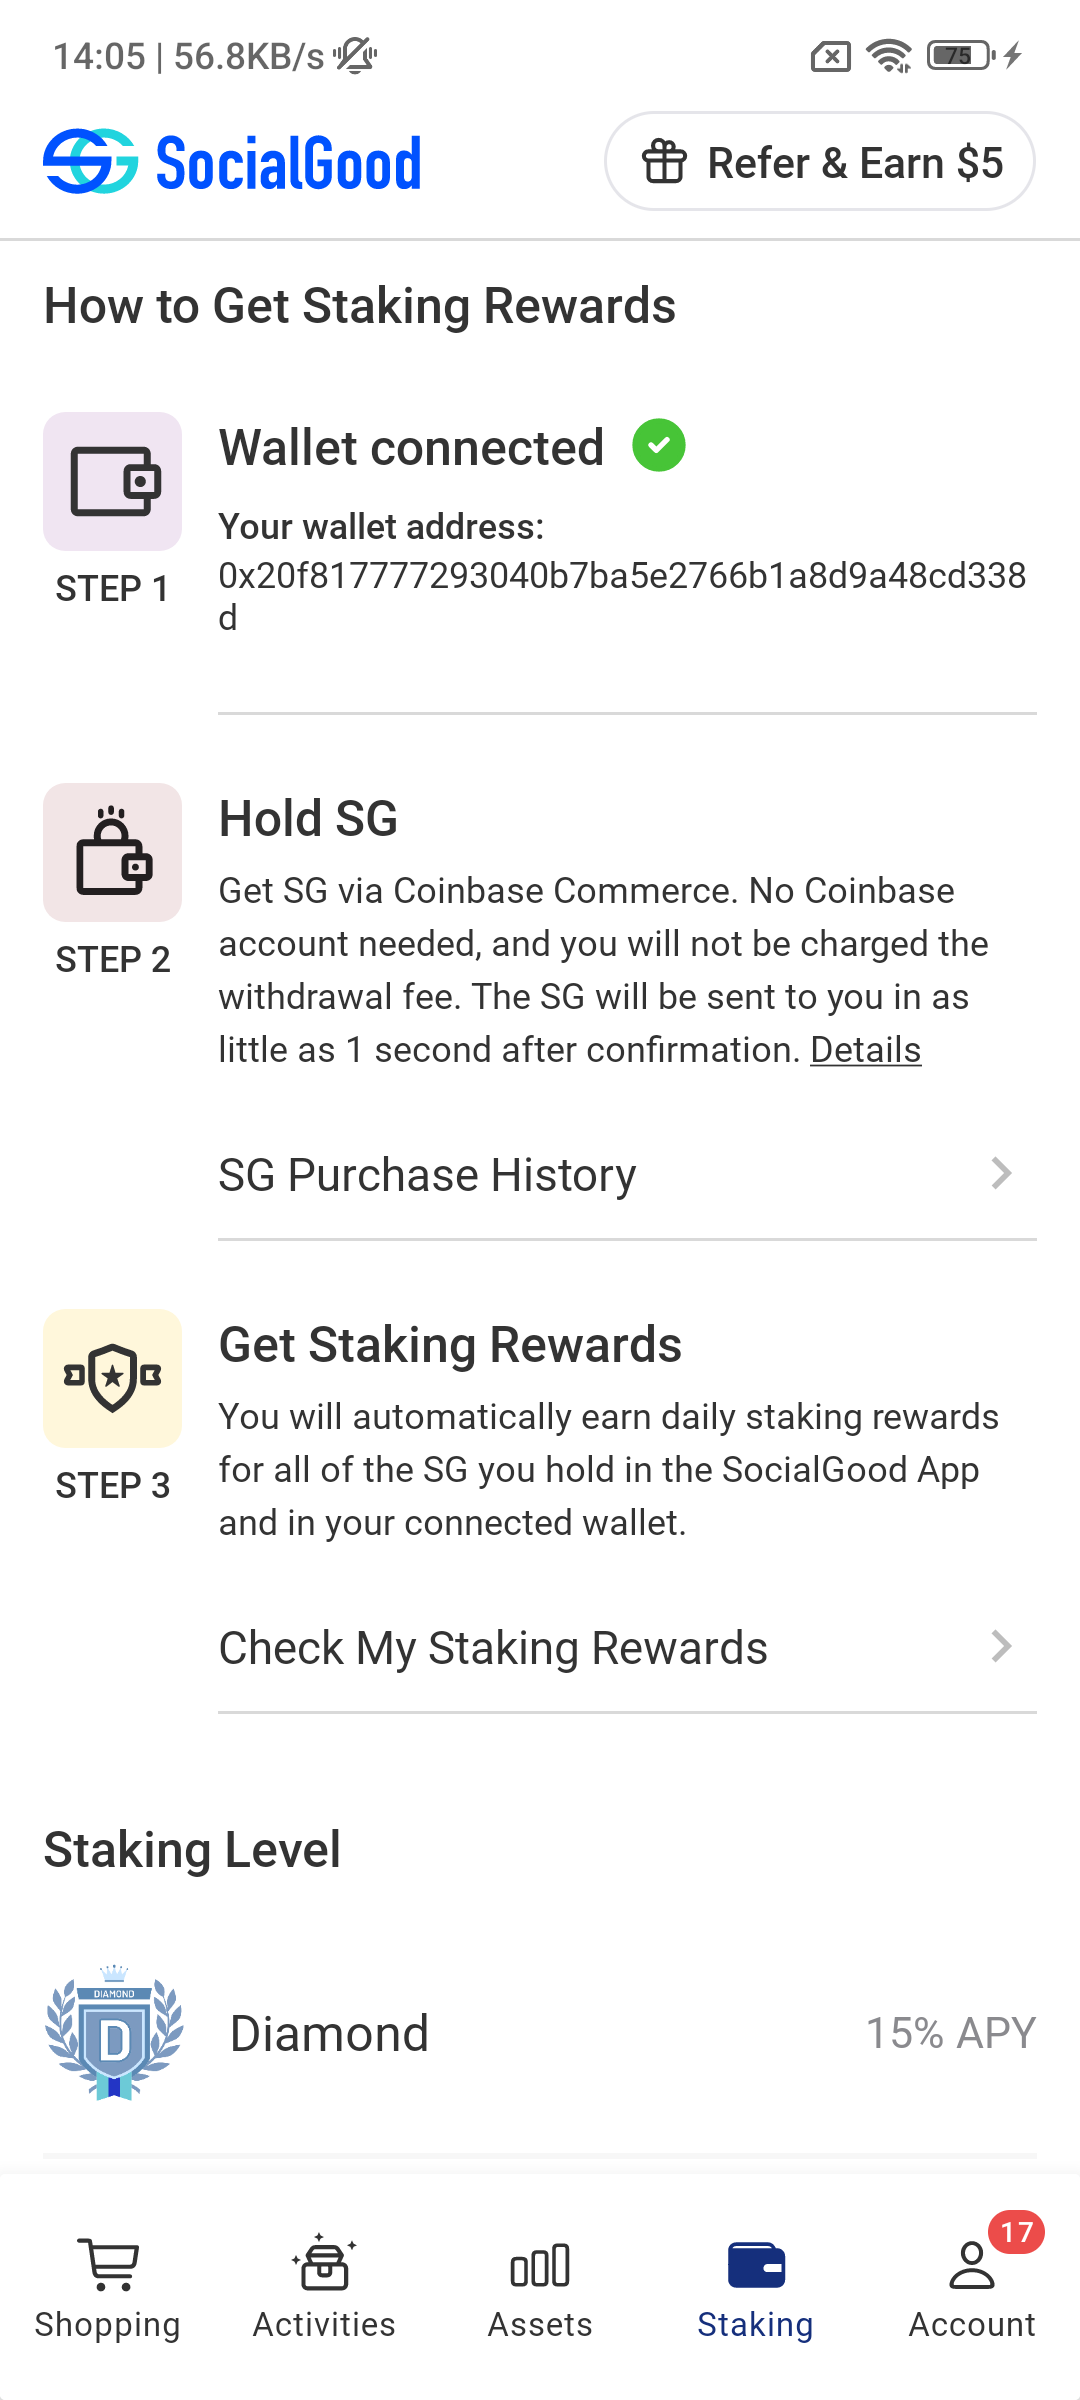 14:05 | 56.8KB/s
75
SocialGood
Refer & Earn $5
How to Get Staking Rewards
Wallet connected
Your wallet address:
0x20f817777293040b7ba5e2766b1a8d9a48cd338
d
STEP 1
Hold SG
Get SG via Coinbase Commerce. No Coinbase
account needed, and you will not be charged the
withdrawal fee. The SG will be sent to you in as
little as 1 second after confirmation. Details
STEP 2
SG Purchase History
Get Staking Rewards
You will automatically earn daily staking rewards
for all of the SG you hold in the SocialGood App
and in your connected wallet.
STEP 3
Check My Staking Rewards
Staking Level
DIAMOND
D
Diamond
15% APY
17
Shopping
Activities
Assets
Staking
Account